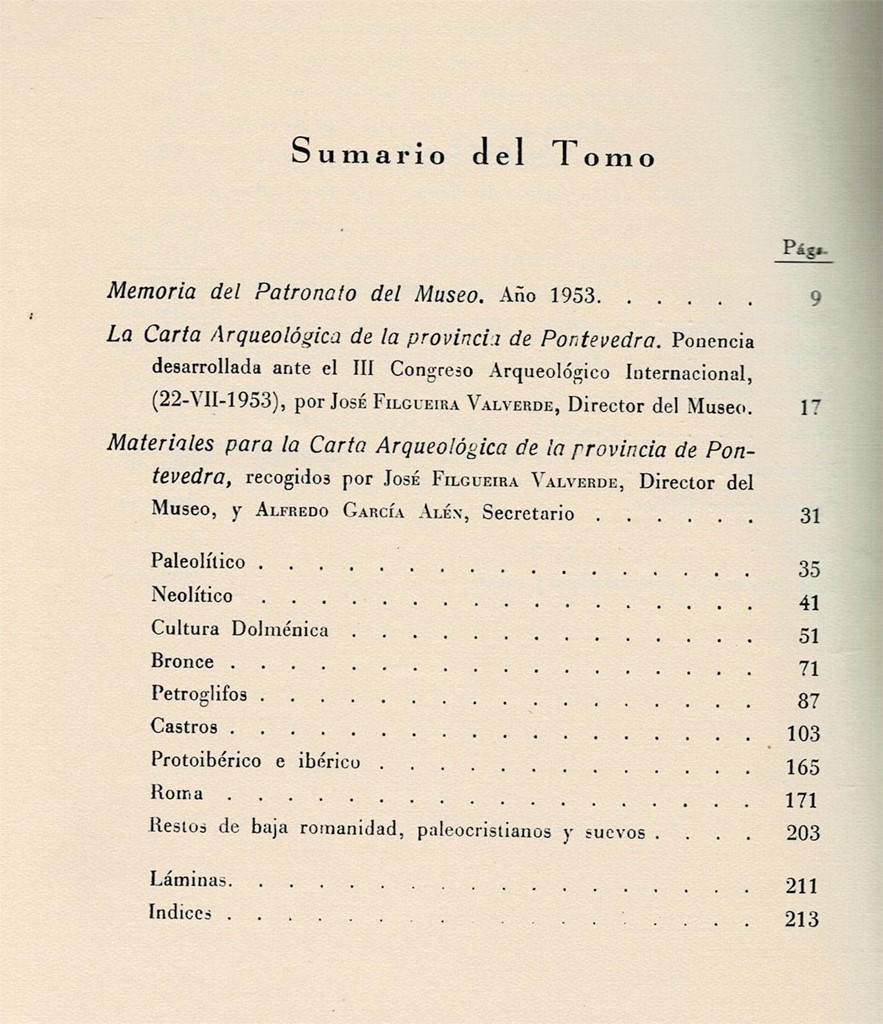 Sumario del Tomo
Págs.
Memoria del Patronato del Museo. Año 1953. . . . . . 9
La Carta Arqueológica de la provincia de Pontevedra. Ponencia
desarrollada ante el III Congreso Arqueológico Internacional,
(22-VII-1953), por José Filgueira Valverde, Director del Museo. 17
Materiales para la Carta Arqueológica de la provincia de Pon-
tevedra, recogidos por José Filgueira Valverde, Director del
Museo, y Alfredo García Alén, Secretario . . . . . . 31
Paleolítico . . . . . . . . . . . . . . . . . 35
Neolítico . . . . . . . . . . . . . . . . . 41
Cultura Dolménica . . . . . . . . . . . . . . 51
Bronce . . . . . . . . . . . . . . . . . . 71
Petroglifos . . . . . . . . . . . . . . . . . 87
Castros . . . . . . . . . . . . . . . . . . 103
Protoibérico e ibérico . . . . . . . . . . . . . 165
Roma . . . . . . . . . . . . . . . . . . 171
Restos de baja romanidad, paleocristianos y suevos . . . . 203
Láminas. . . . . . . . . . . . . . . . . . 211
Indices . . . . . . . . . . . . . . . . . . 213